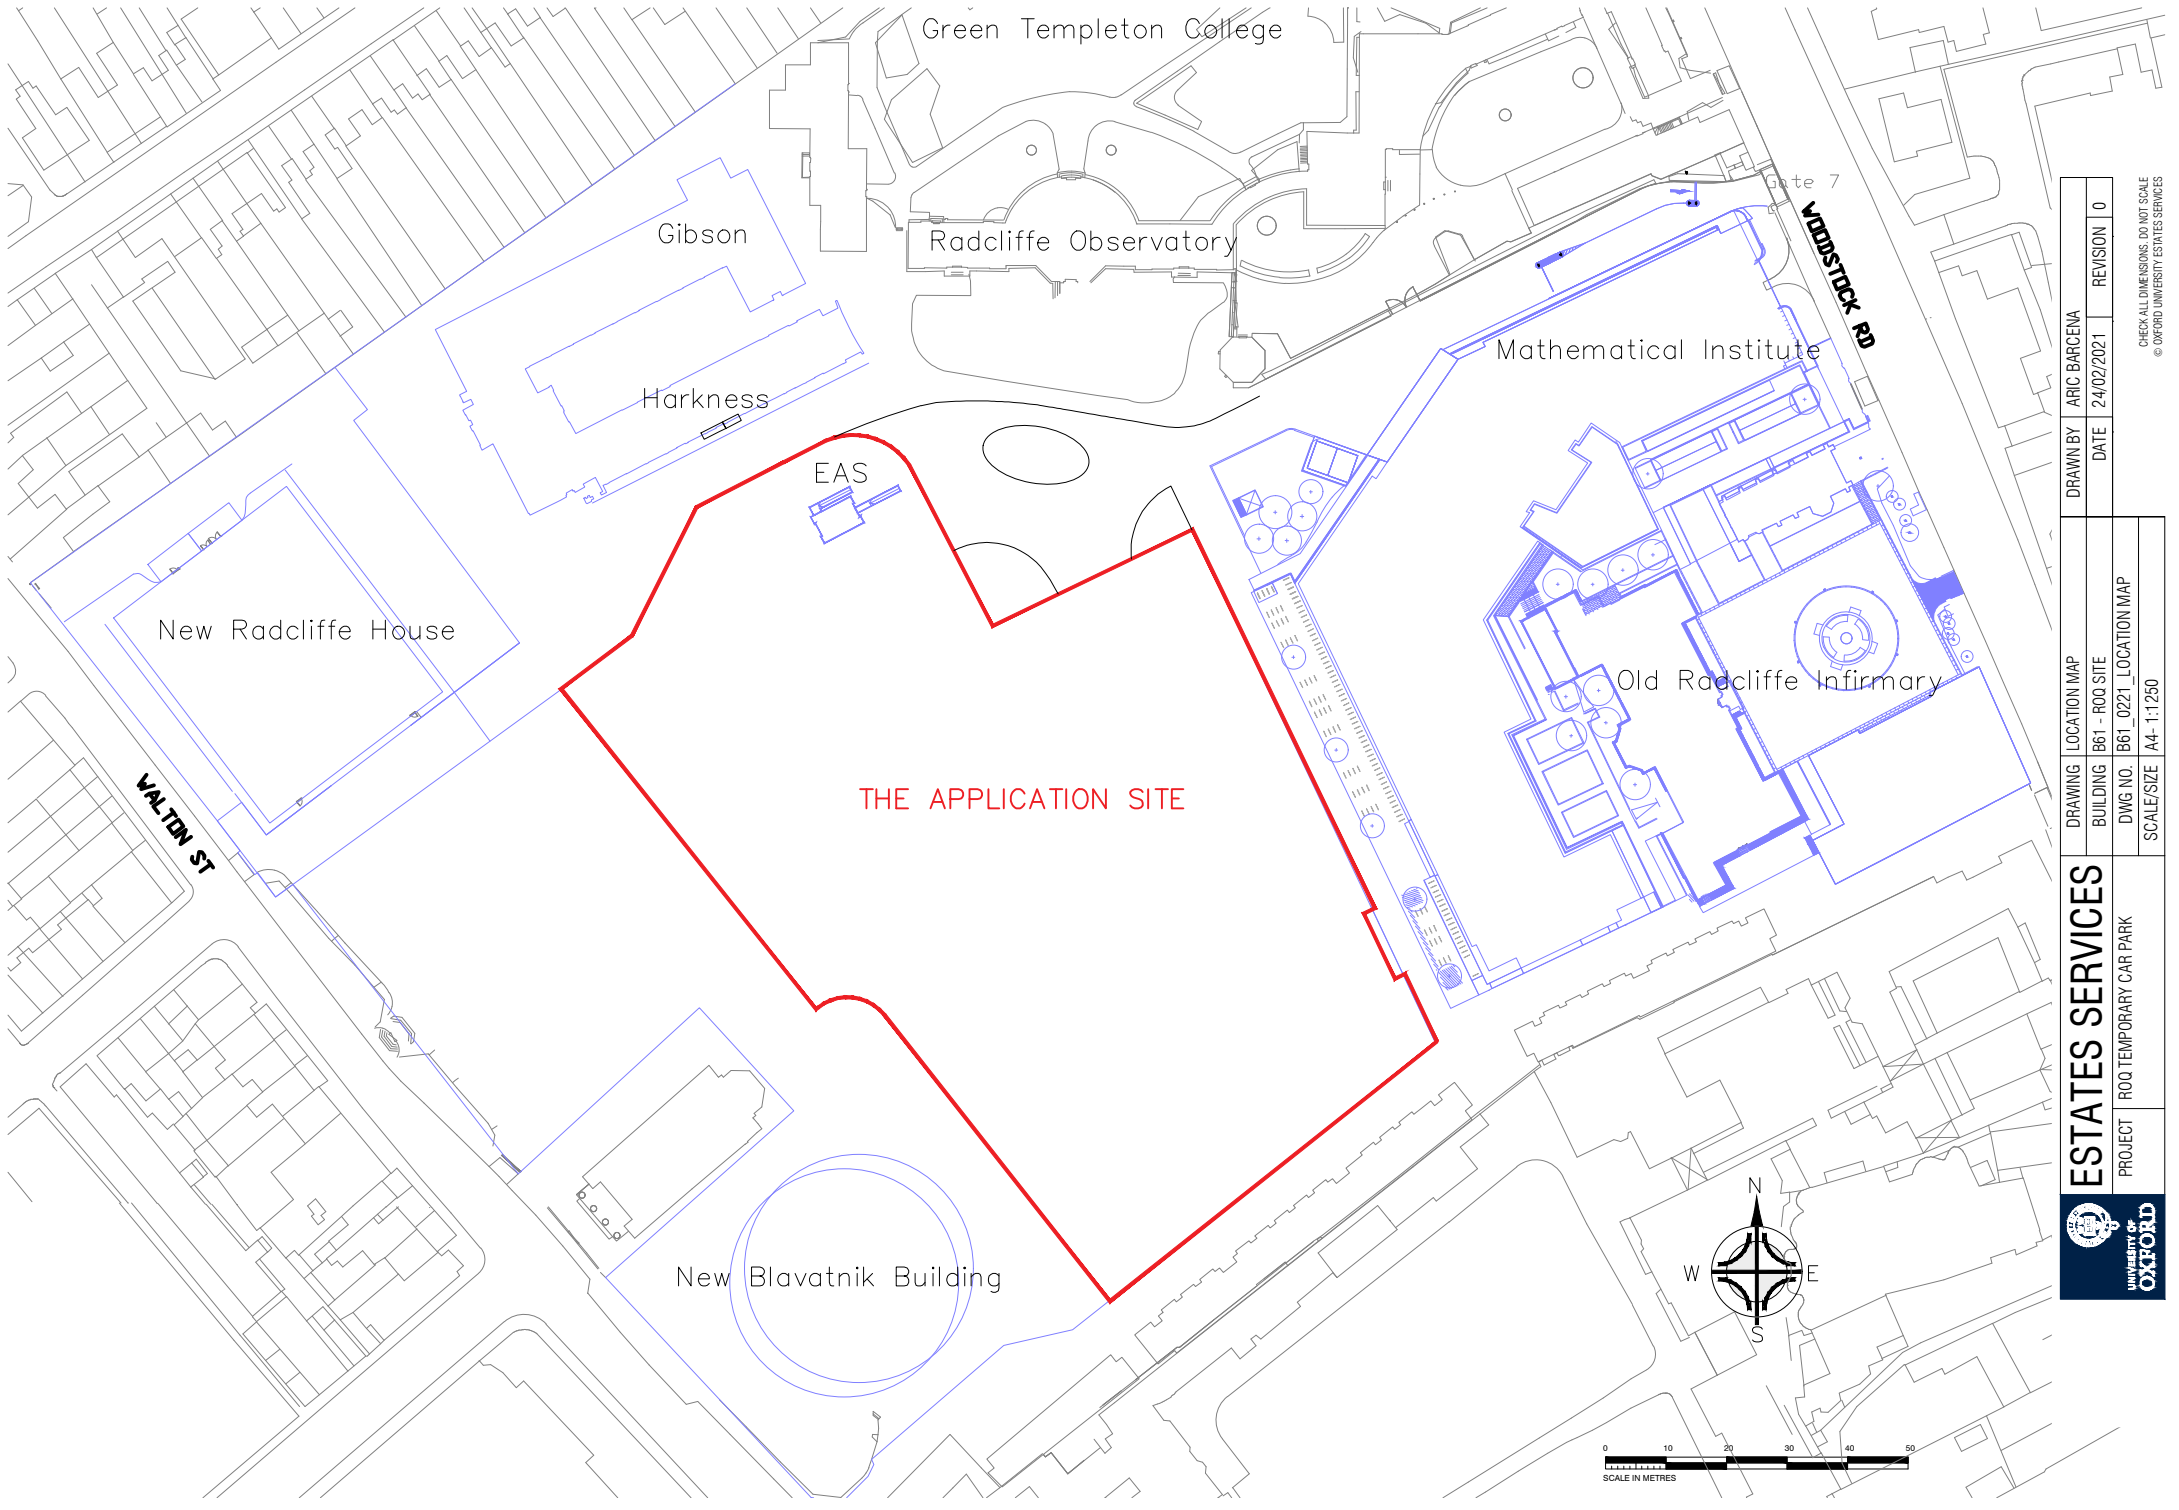 Green Templeton College
Gate 7
Gibson
Radcliffe Observatory
WOODSTOCK RD
Mathematical Institute
Harkness
EAS
New Radcliffe House
Old Radcliffe Infirmary
WALTON ST
THE APPLICATION SITE
New Blavatnik Building
N
W
E
S
0 10 20 30 40 50
SCALE IN METRES
UNIVERSITY OF
OXFORD
ESTATES SERVICES
PROJECT ROQ TEMPORARY CAR PARK
DRAWING LOCATION MAP
BUILDING B61 - ROQ SITE
DWG NO. B61_0221_LOCATION MAP
SCALE/SIZE A4- 1:1250
DRAWN BY ARIC BARCENA
DATE 24/02/2021 REVISION 0
CHECK ALL DIMENSIONS. DO NOT SCALE
© OXFORD UNIVERSITY ESTATES SERVICES